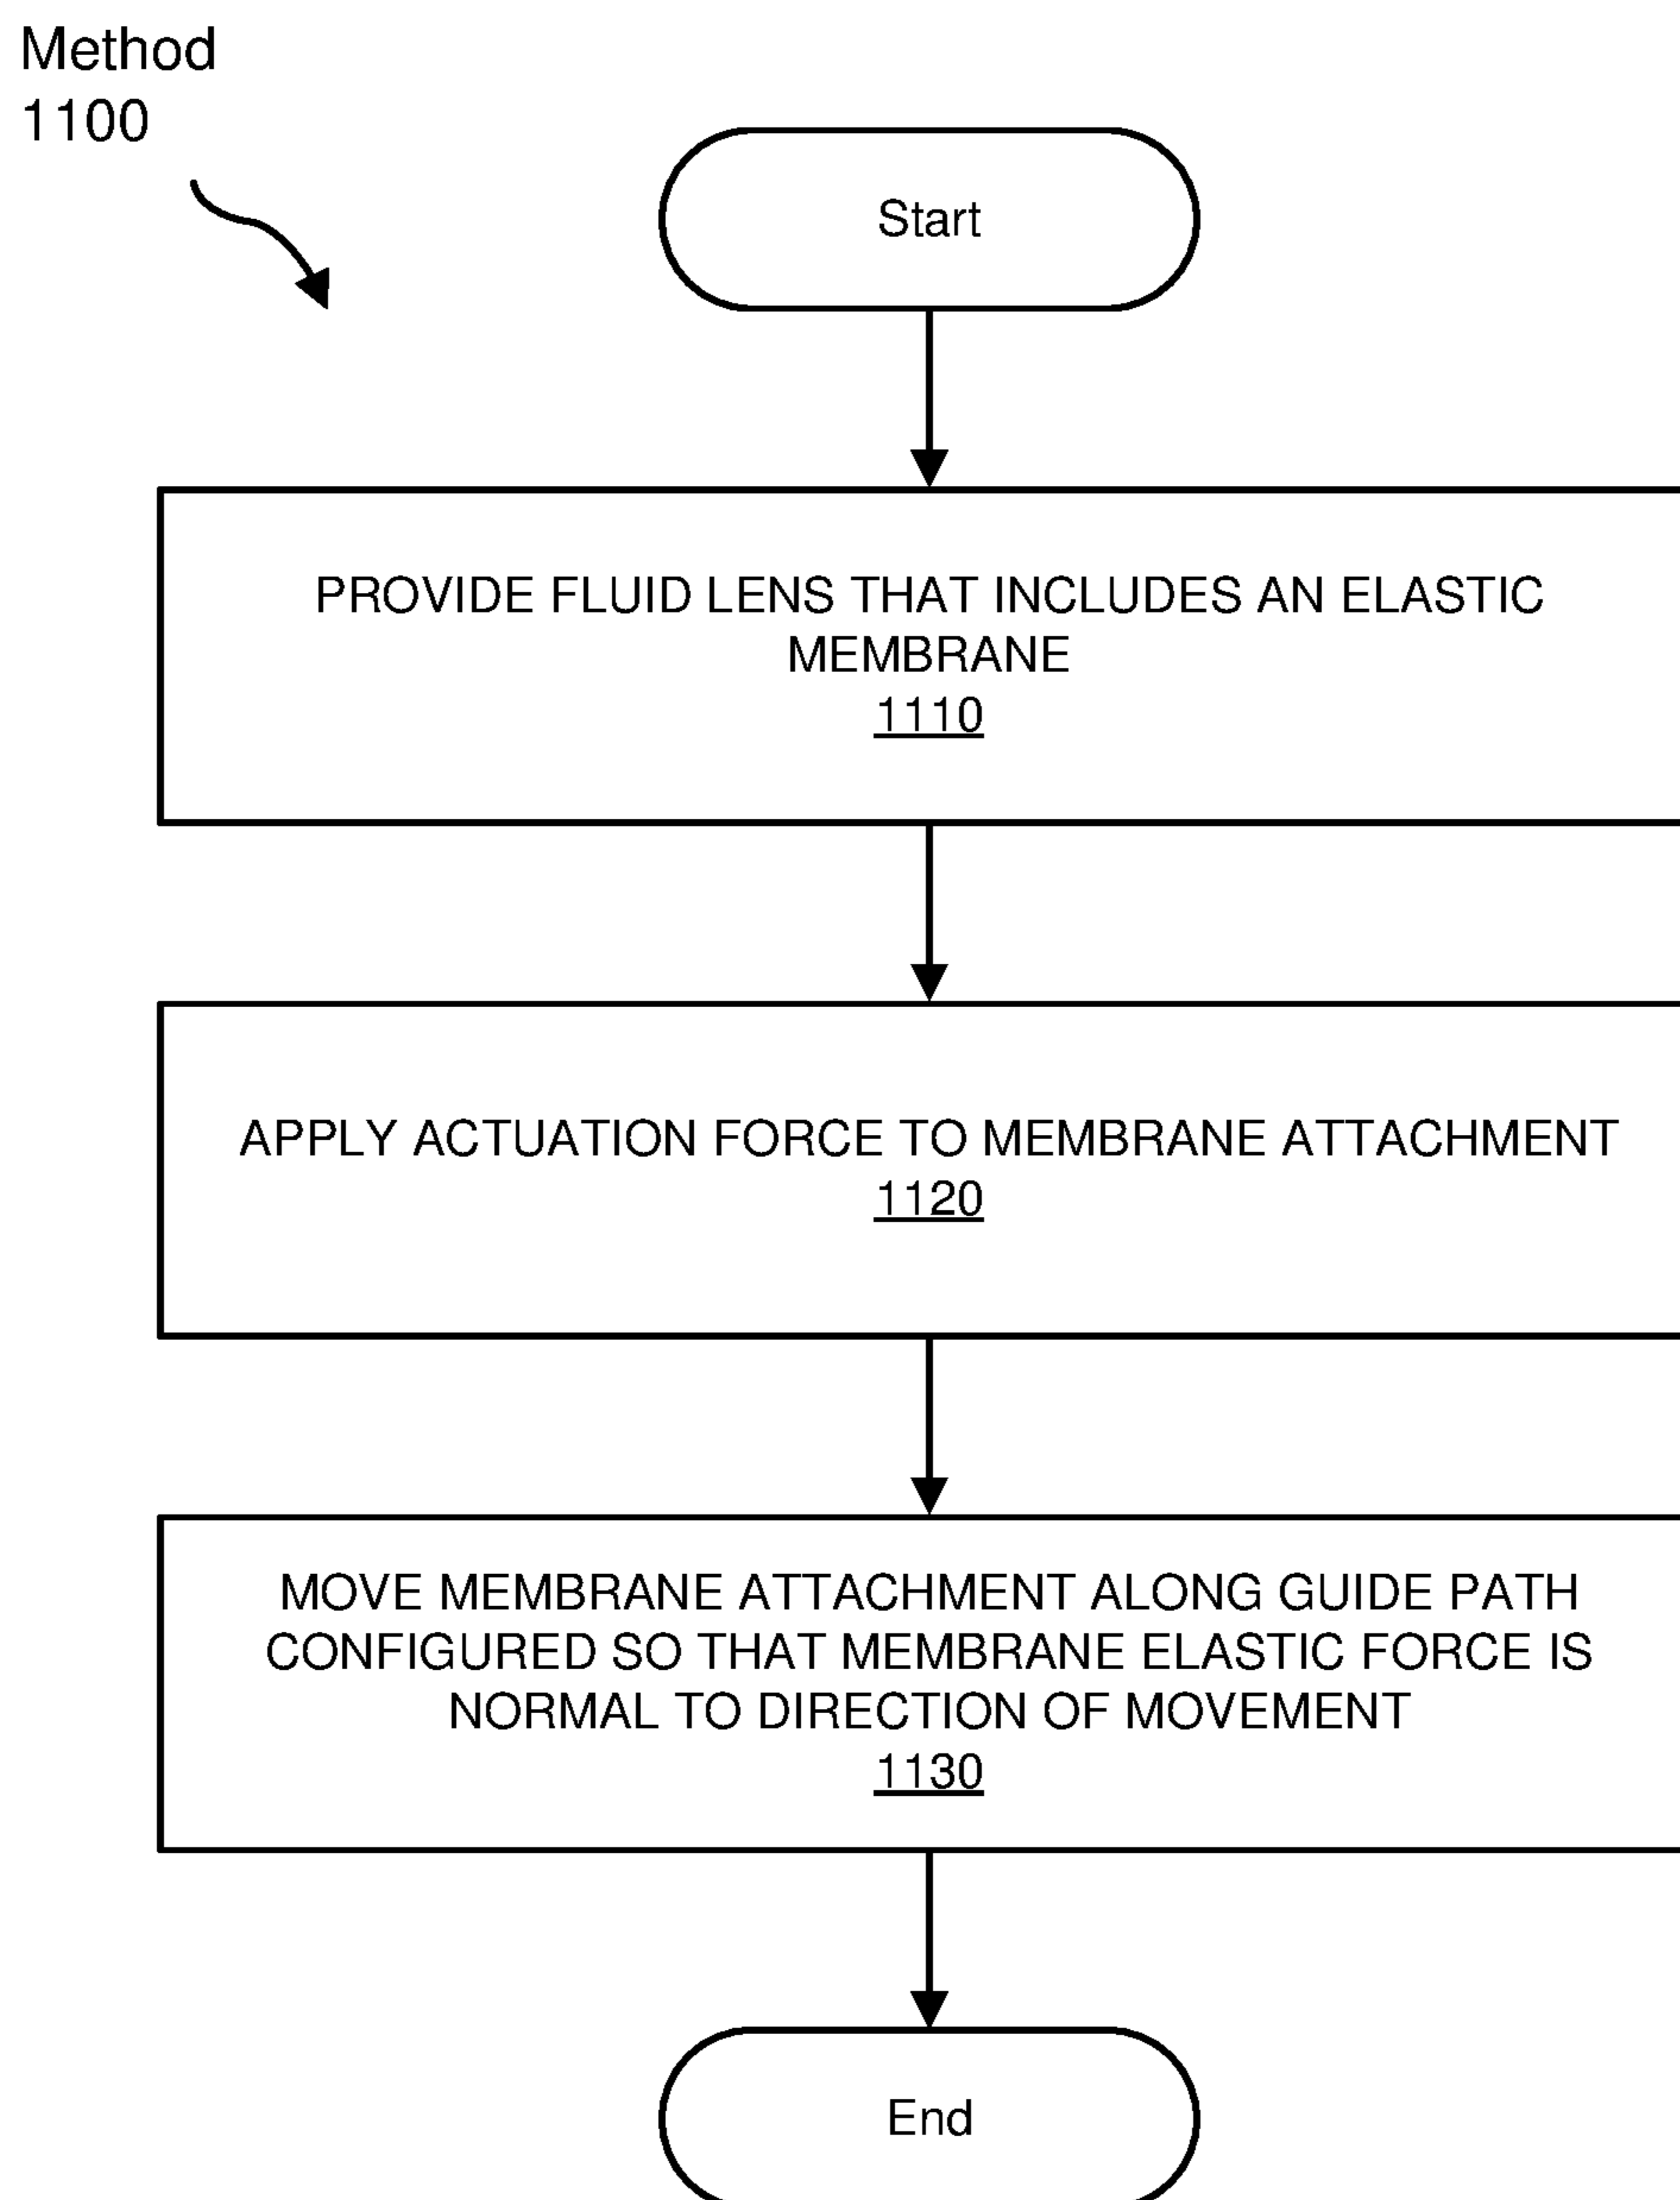 Method
1100
Start
PROVIDE FLUID LENS THAT INCLUDES AN ELASTIC
MEMBRANE
1110
APPLY ACTUATION FORCE TO MEMBRANE ATTACHMENT
1120
MOVE MEMBRANE ATTACHMENT ALONG GUIDE PATH
CONFIGURED SO THAT MEMBRANE ELASTIC FORCE IS
NORMAL TO DIRECTION OF MOVEMENT
1130
End